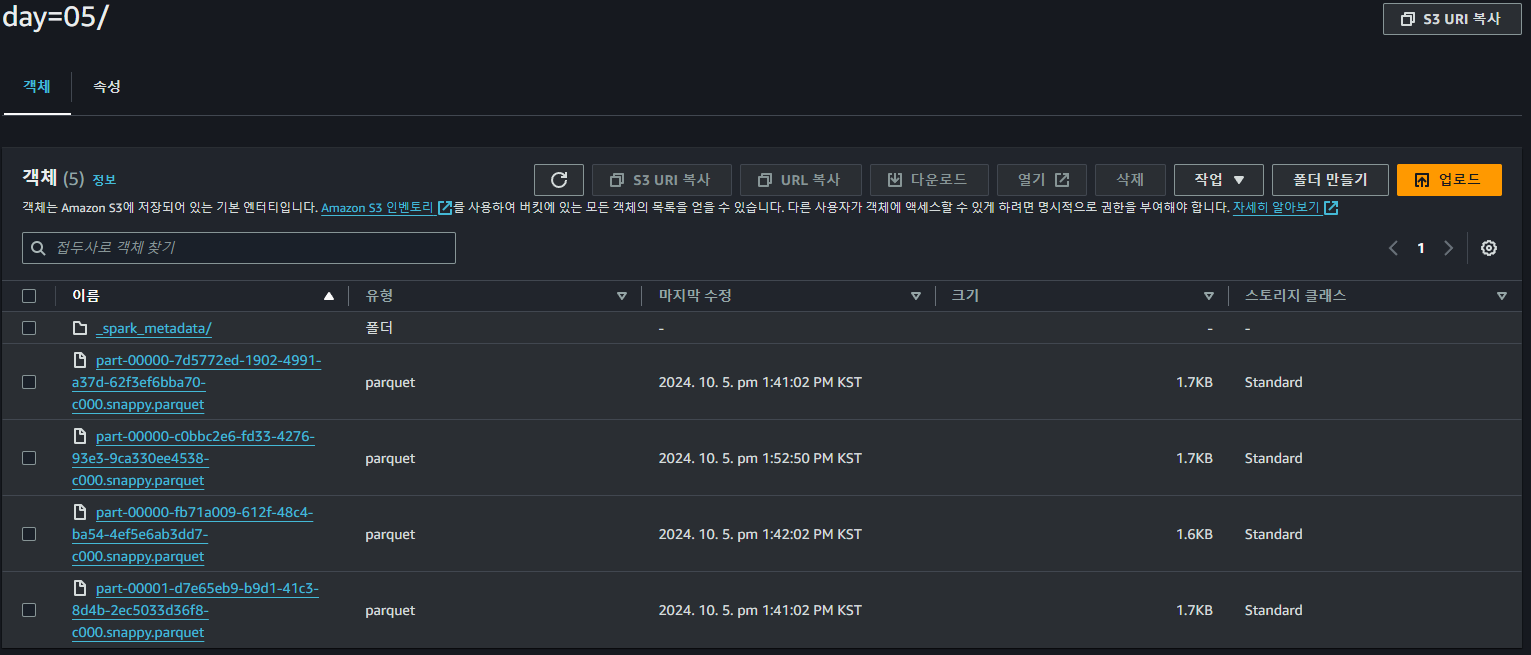 day=05/
S3 URI 복사
객체 속성
객체 (5) 정보
S3 URI 복사 URL 복사 다운로드 열기 삭제 작업 폴더 만들기 업로드
객체는 Amazon S3에 저장되어 있는 기본 엔터티입니다. Amazon S3 인벤토리를 사용하여 버킷에 있는 모든 객체의 목록을 얻을 수 있습니다. 다른 사용자가 객체에 액세스할 수 있게 하려면 명시적으로 권한을 부여해야 합니다. 자세히 알아보기
접두사로 객체 찾기
1
이름 유형 마지막 수정 크기 스토리지 클래스
_spark_metadata/ 폴더 - - -
part-00000-7d5772ed-1902-4991-
a37d-62f3ef6bba70- parquet 2024. 10. 5. pm 1:41:02 PM KST 1.7KB Standard
c000.snappy.parquet
part-00000-c0bbc2e6-fd33-4276-
93e3-9ca330ee4538- parquet 2024. 10. 5. pm 1:52:50 PM KST 1.7KB Standard
c000.snappy.parquet
part-00000-fb71a009-612f-48c4-
ba54-4ef5e6ab3dd7- parquet 2024. 10. 5. pm 1:42:02 PM KST 1.6KB Standard
c000.snappy.parquet
part-00001-d7e65eb9-b9d1-41c3-
8d4b-2ec5033d36f8- parquet 2024. 10. 5. pm 1:41:02 PM KST 1.7KB Standard
c000.snappy.parquet